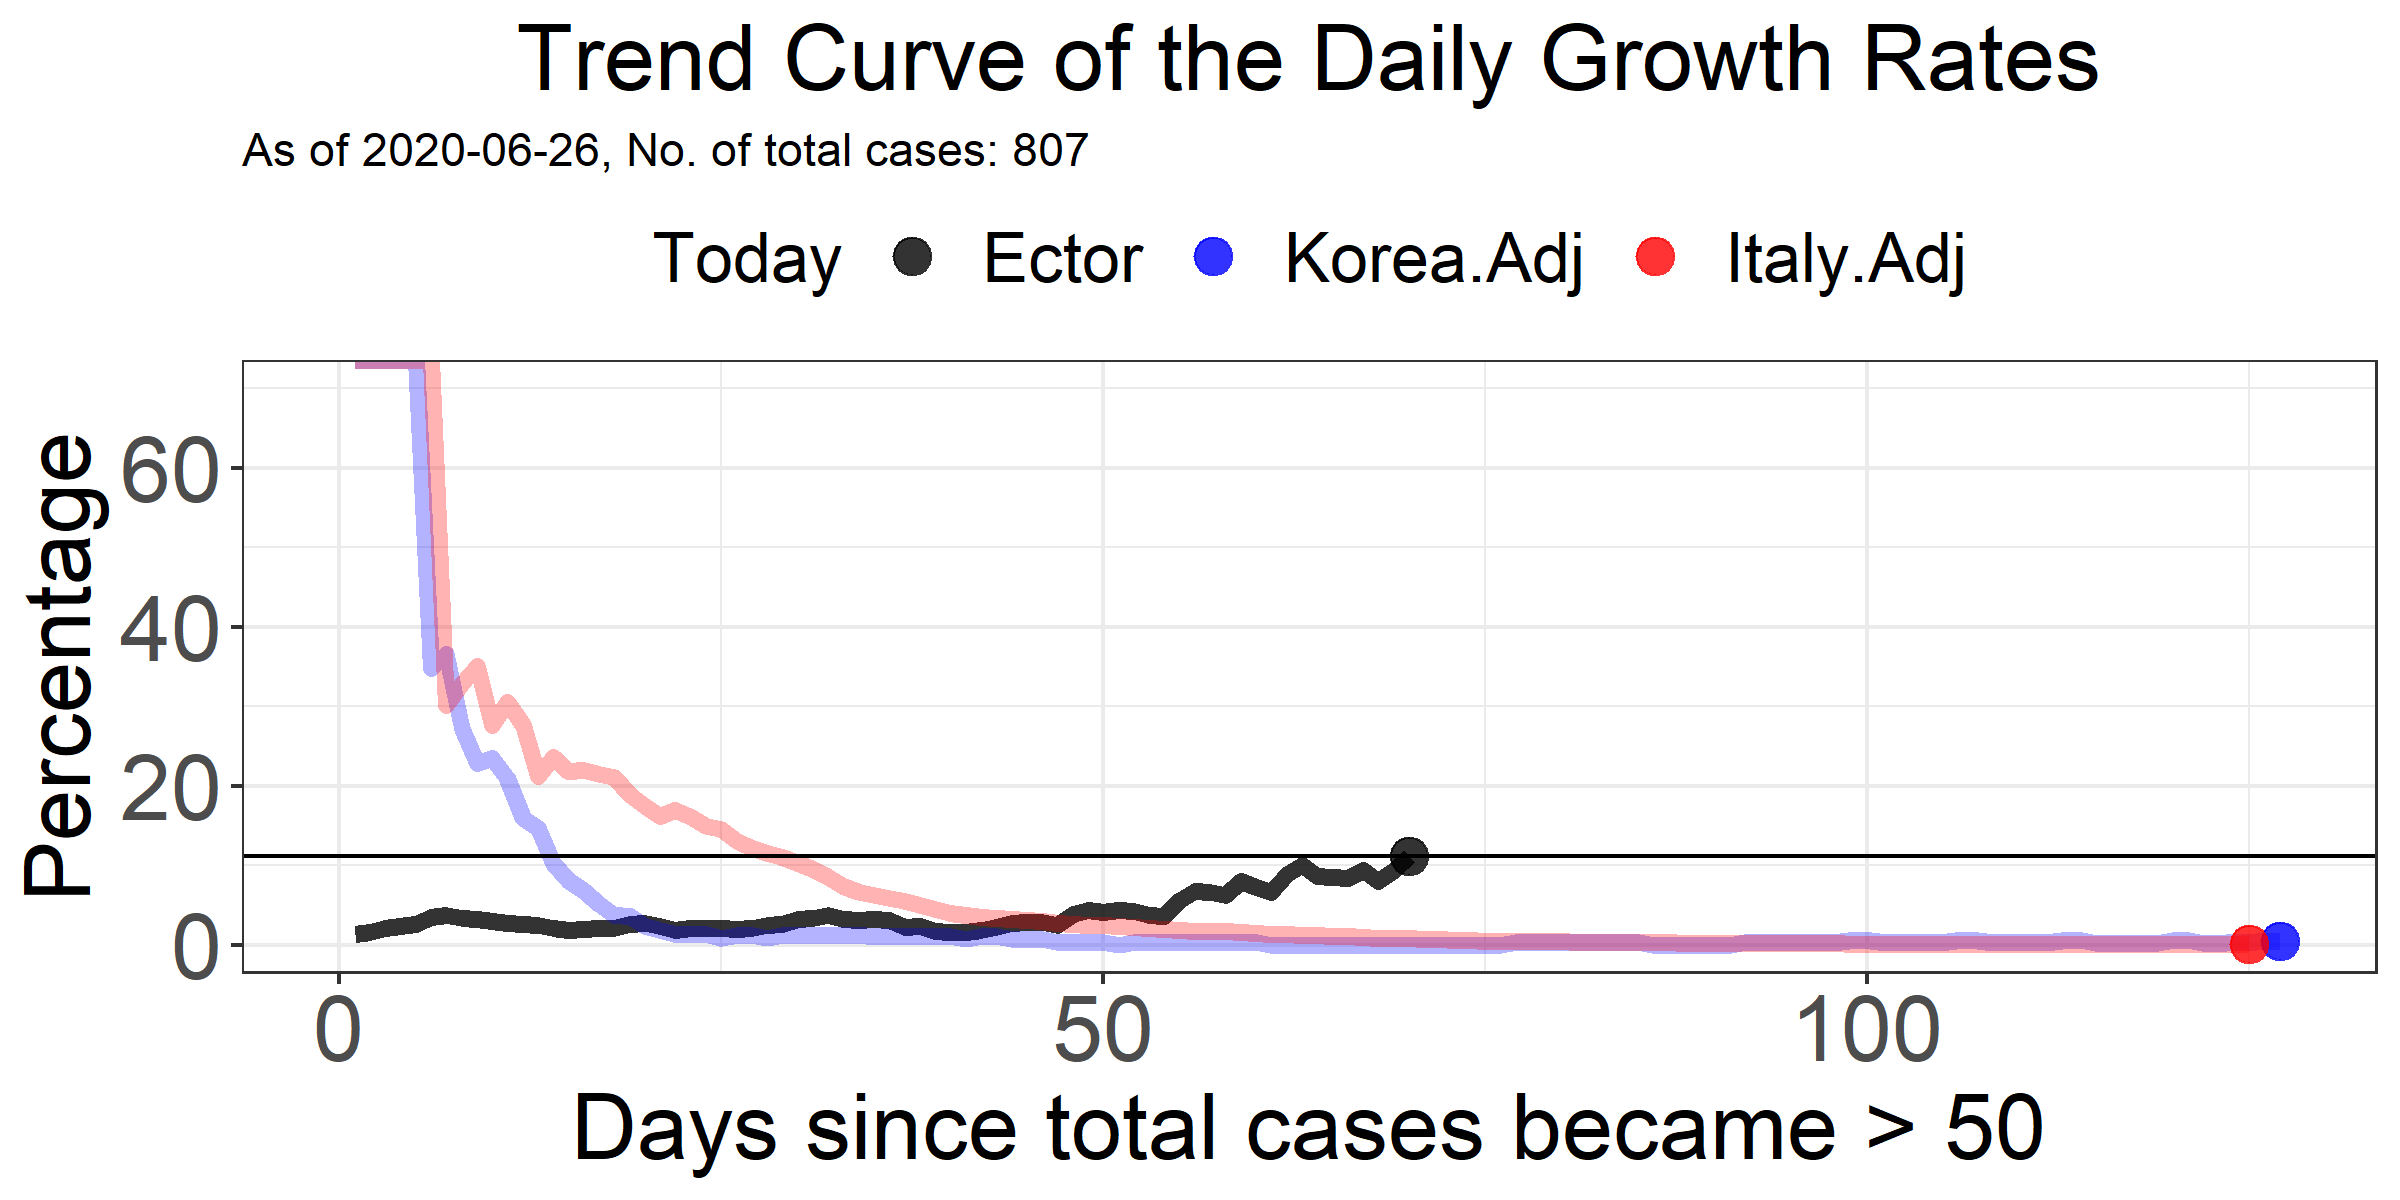 Trend Curve of the Daily Growth Rates
As of 2020-06-26, No. of total cases: 807
Today Ector Korea.Adj Italy.Adj
Percentage
60
40
20
0
0 50 100
Days since total cases became > 50